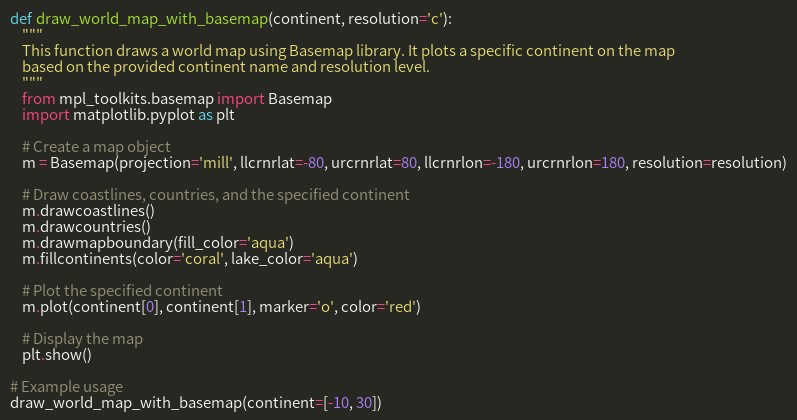 def draw_world_map_with_basemap(continent, resolution='c'):
    """
    This function draws a world map using Basemap library. It plots a specific continent on the map
    based on the provided continent name and resolution level.
    """
    from mpl_toolkits.basemap import Basemap
    import matplotlib.pyplot as plt

    # Create a map object
    m = Basemap(projection='mill', llcrnrlat=-80, urcrnrlat=80, llcrnrlon=-180, urcrnrlon=180, resolution=resolution)

    # Draw coastlines, countries, and the specified continent
    m.drawcoastlines()
    m.drawcountries()
    m.drawmapboundary(fill_color='aqua')
    m.fillcontinents(color='coral', lake_color='aqua')

    # Plot the specified continent
    m.plot(continent[0], continent[1], marker='o', color='red')

    # Display the map
    plt.show()

# Example usage
draw_world_map_with_basemap(continent=[-10, 30])